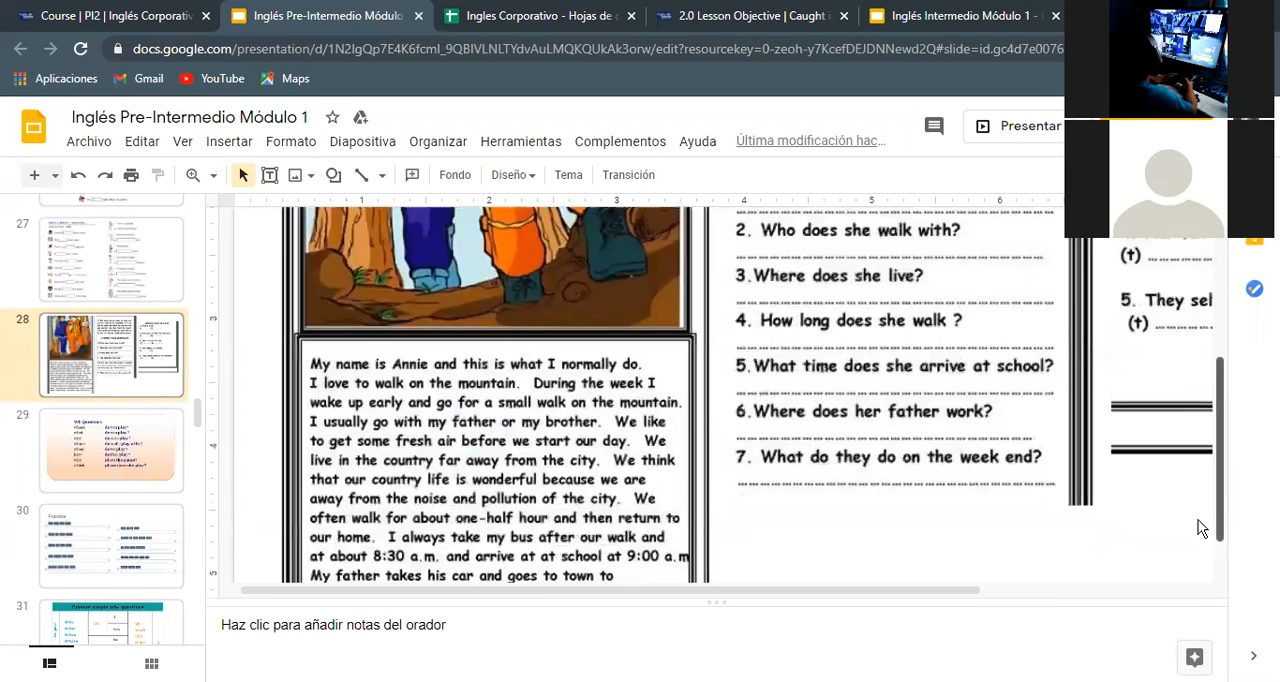 Course | PI2 | Inglés Corporativ
Inglés Pre-Intermedio Módulo
Ingles Corporativo - Hojas de
2.0 Lesson Objective | Caught i
Inglés Intermedio Módulo 1 -
docs.google.com/presentation/d/1N2IgQp7E4K6fcmI_9QBIVLNLTYdvAuLMQKQUkAk3orw/edit?resourcekey=0-zeoh-y7KcefDEJDNNewd2Q#slide=id.gc4d7e0076
Aplicaciones
Gmail
YouTube
Maps
Inglés Pre-Intermedio Módulo 1
Archivo
Editar
Ver
Insertar
Formato
Diapositiva
Organizar
Herramientas
Complementos
Ayuda
Última modificación hac...
Presentar
Fondo
Diseño
Tema
Transición
1
2
3
4
5
6
27
28
29
30
Practice
31
3
4
5
My name is Annie and this is what I normally do.
I love to walk on the mountain. During the week I
wake up early and go for a small walk on the mountain.
I usually go with my father or my brother. We like
to get some fresh air before we start our day. We
live in the country far away from the city. We think
that our country life is wonderful because we are
away from the noise and pollution of the city. We
often walk for about one-half hour and then return to
our home. I always take my bus after our walk and
at about 8:30 a.m. and arrive at at school at 9:00 a.m
My father takes his car and goes to town to
2. Who does she walk with?
3.Where does she live?
4. How long does she walk ?
5.What time does she arrive at school?
6.Where does her father work?
7. What do they do on the week end?
(t)
5. They sel
(t)
Haz clic para añadir notas del orador